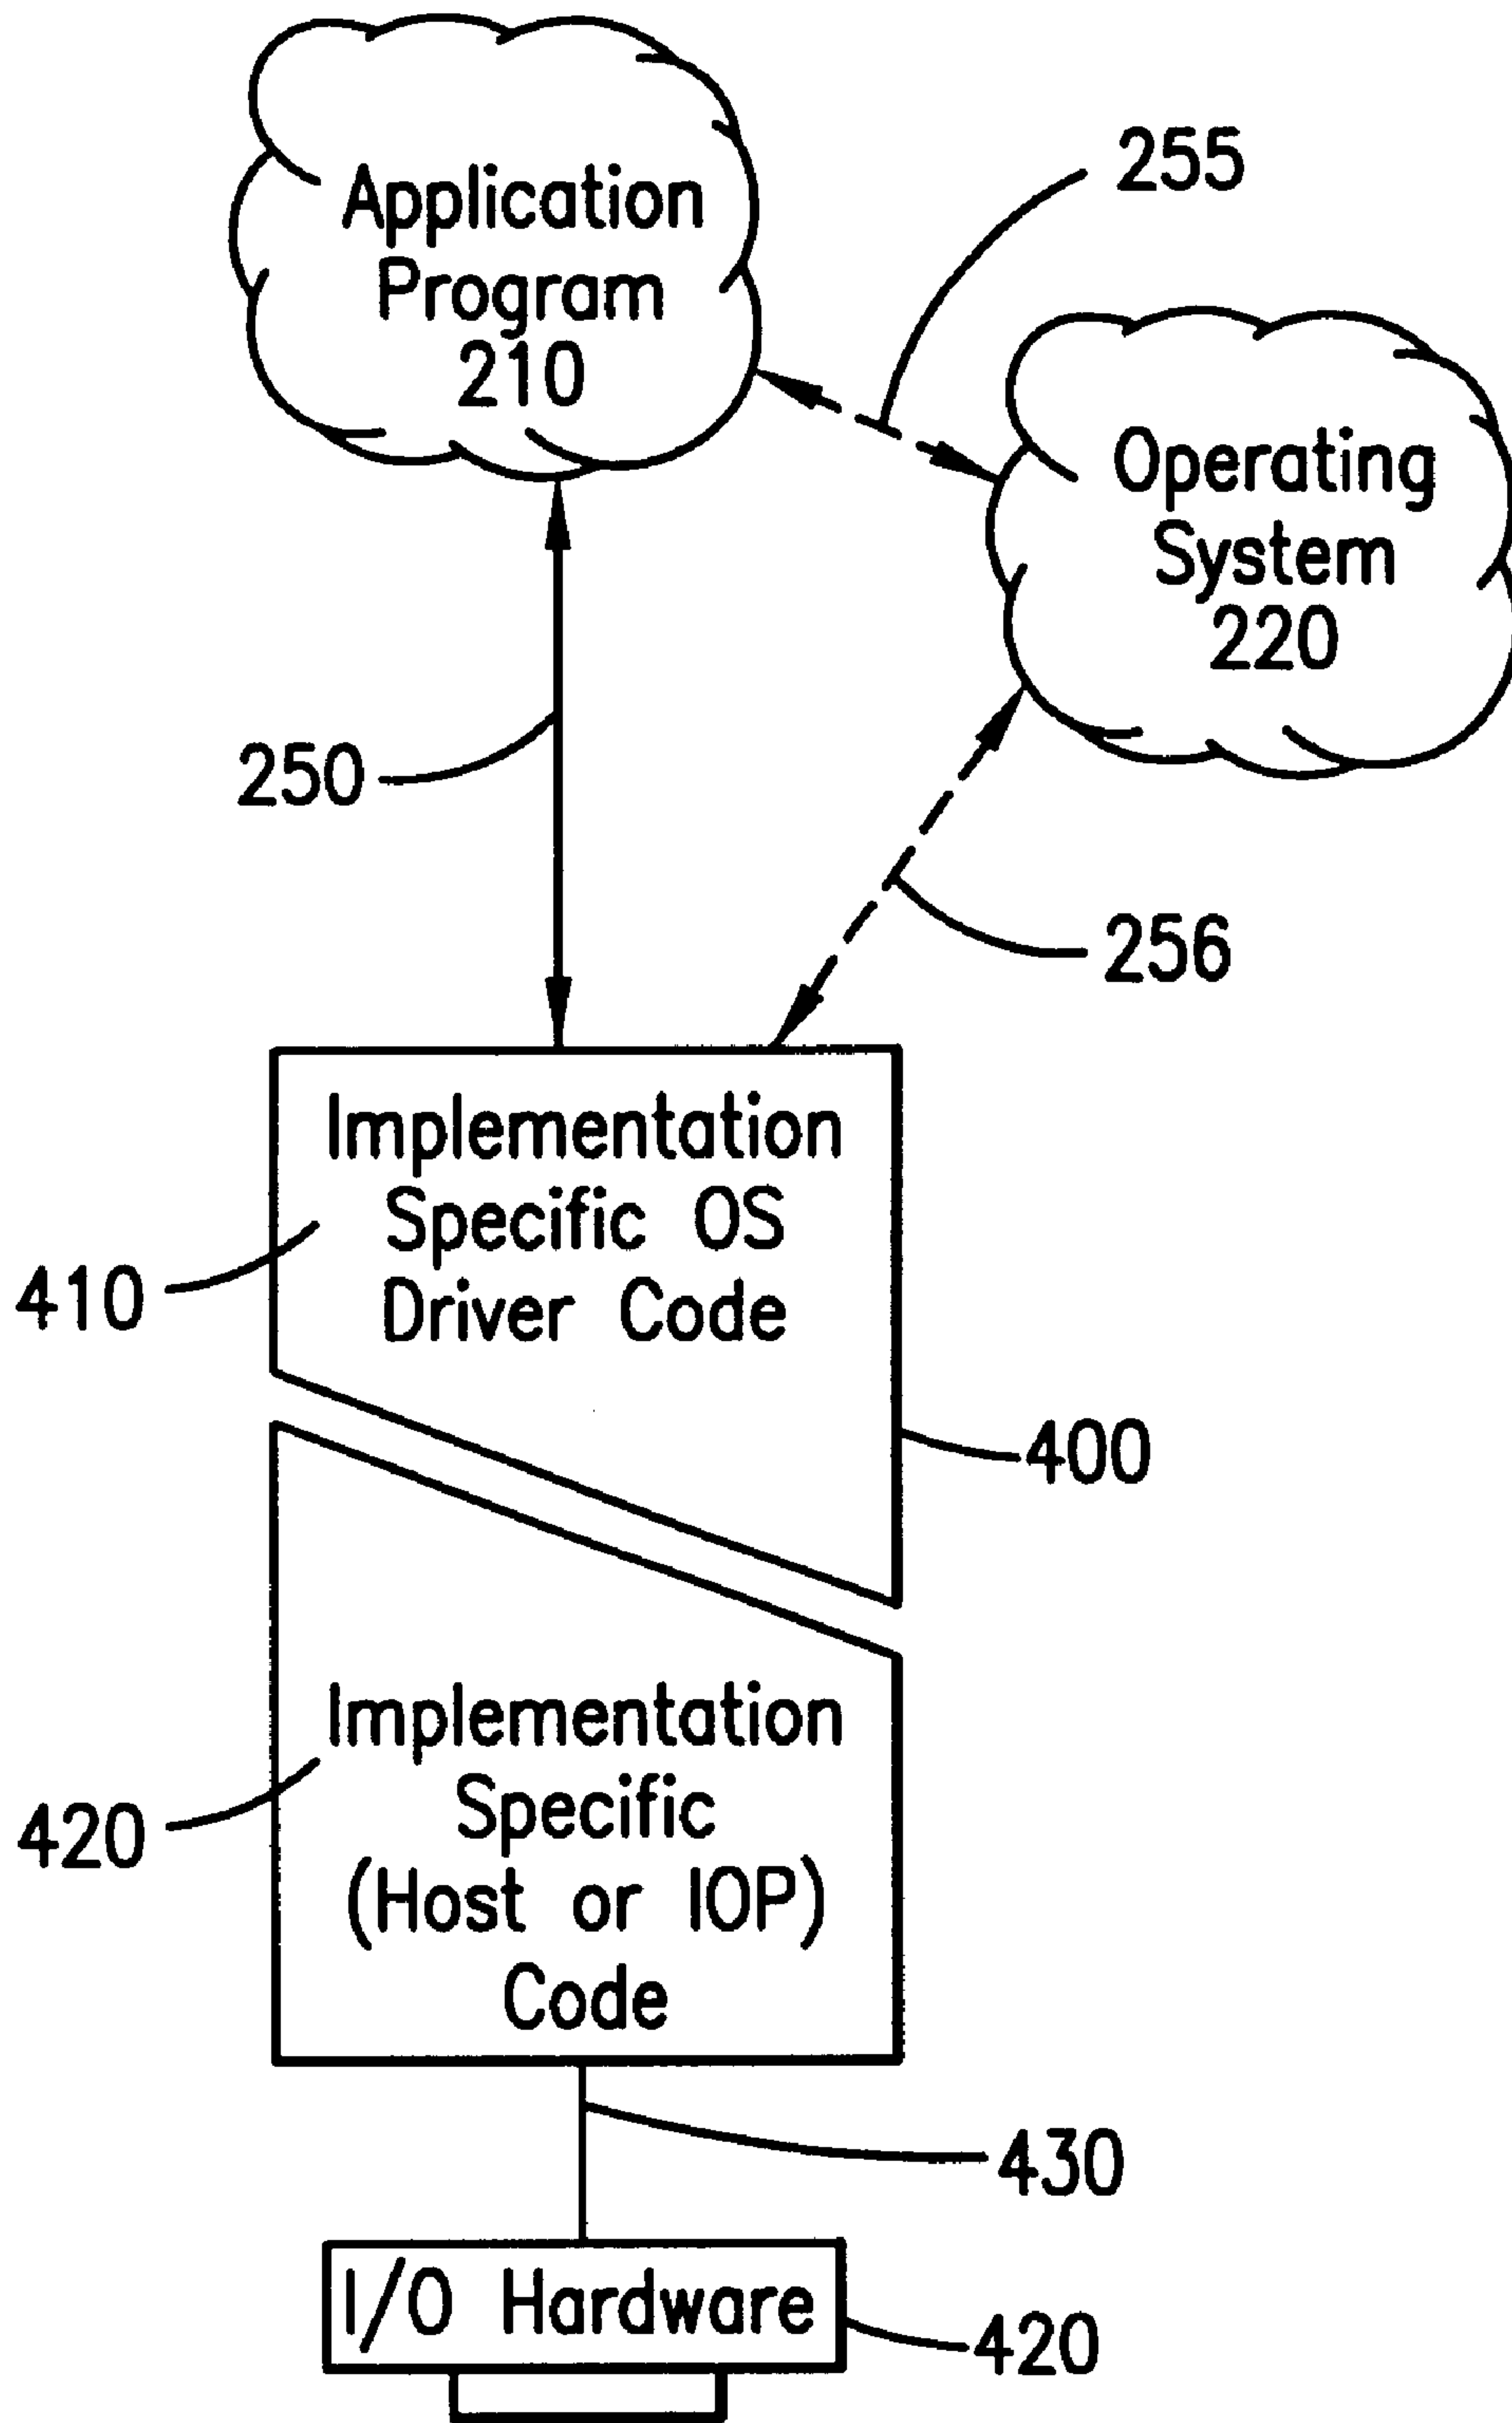 Application
Program
210
255
Operating
System
220
250
256
Implementation
Specific OS
Driver Code
410
400
Implementation
Specific
(Host or IOP)
Code
420
430
I/O Hardware
420